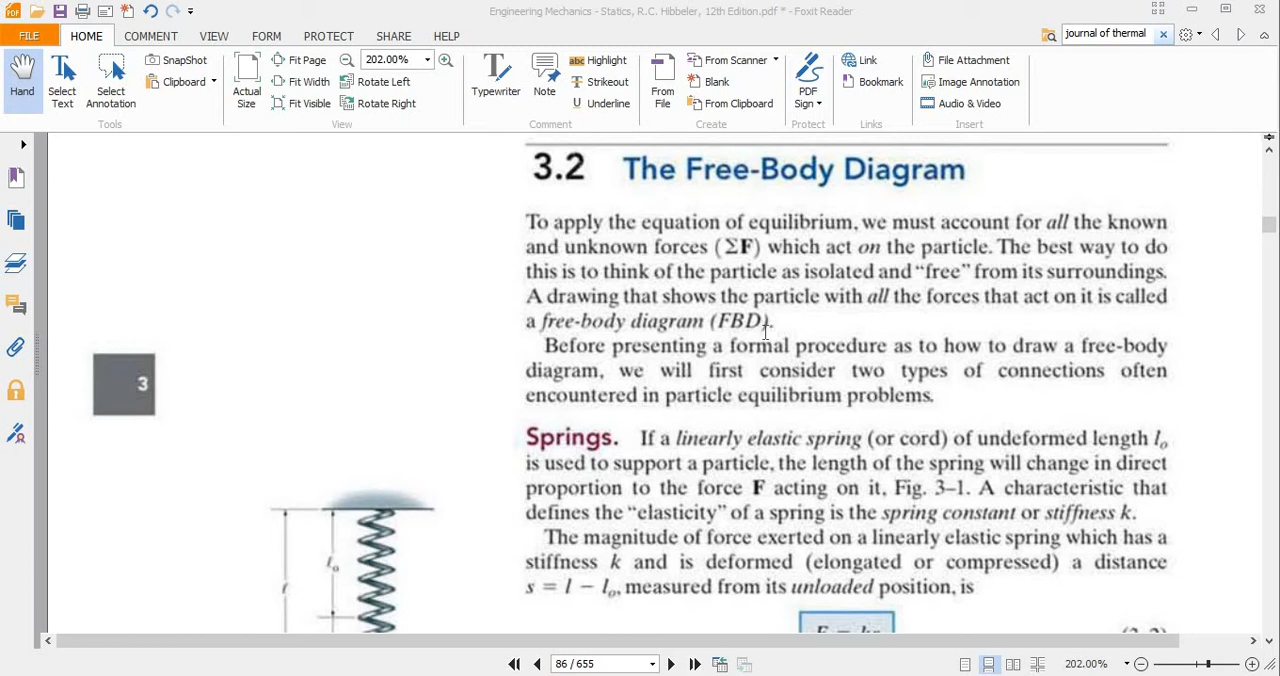 Engineering Mechanics - Statics, R.C. Hibbeler, 12th Edition.pdf * - Foxit Reader
FILE HOME COMMENT VIEW FORM PROTECT SHARE HELP journal of thermal
Hand Select Text Select Annotation SnapShot Clipboard Actual Size Fit Page Fit Width Fit Visible 202.00% Rotate Left Rotate Right Typewriter Note Highlight Strikeout Underline From File From Scanner Blank From Clipboard PDF Sign Link Bookmark File Attachment Image Annotation Audio & Video
Tools View Comment Create Protect Links Insert
3.2 The Free-Body Diagram
To apply the equation of equilibrium, we must account for all the known
and unknown forces (ΣF) which act on the particle. The best way to do
this is to think of the particle as isolated and “free” from its surroundings.
A drawing that shows the particle with all the forces that act on it is called
a free-body diagram (FBD).
Before presenting a formal procedure as to how to draw a free-body
diagram, we will first consider two types of connections often
encountered in particle equilibrium problems.
3
Springs. If a linearly elastic spring (or cord) of undeformed length lo
is used to support a particle, the length of the spring will change in direct
proportion to the force F acting on it, Fig. 3–1. A characteristic that
defines the “elasticity” of a spring is the spring constant or stiffness k.
The magnitude of force exerted on a linearly elastic spring which has a
stiffness k and is deformed (elongated or compressed) a distance
s = l − lo, measured from its unloaded position, is
lo
86 / 655 202.00%